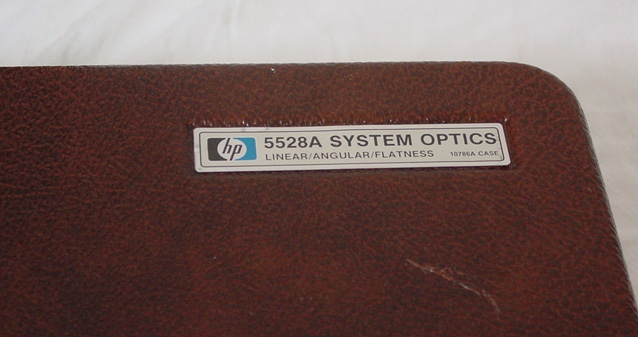 hp 5528A SYSTEM OPTICS
LINEAR/ANGULAR/FLATNESS 10786A CASE